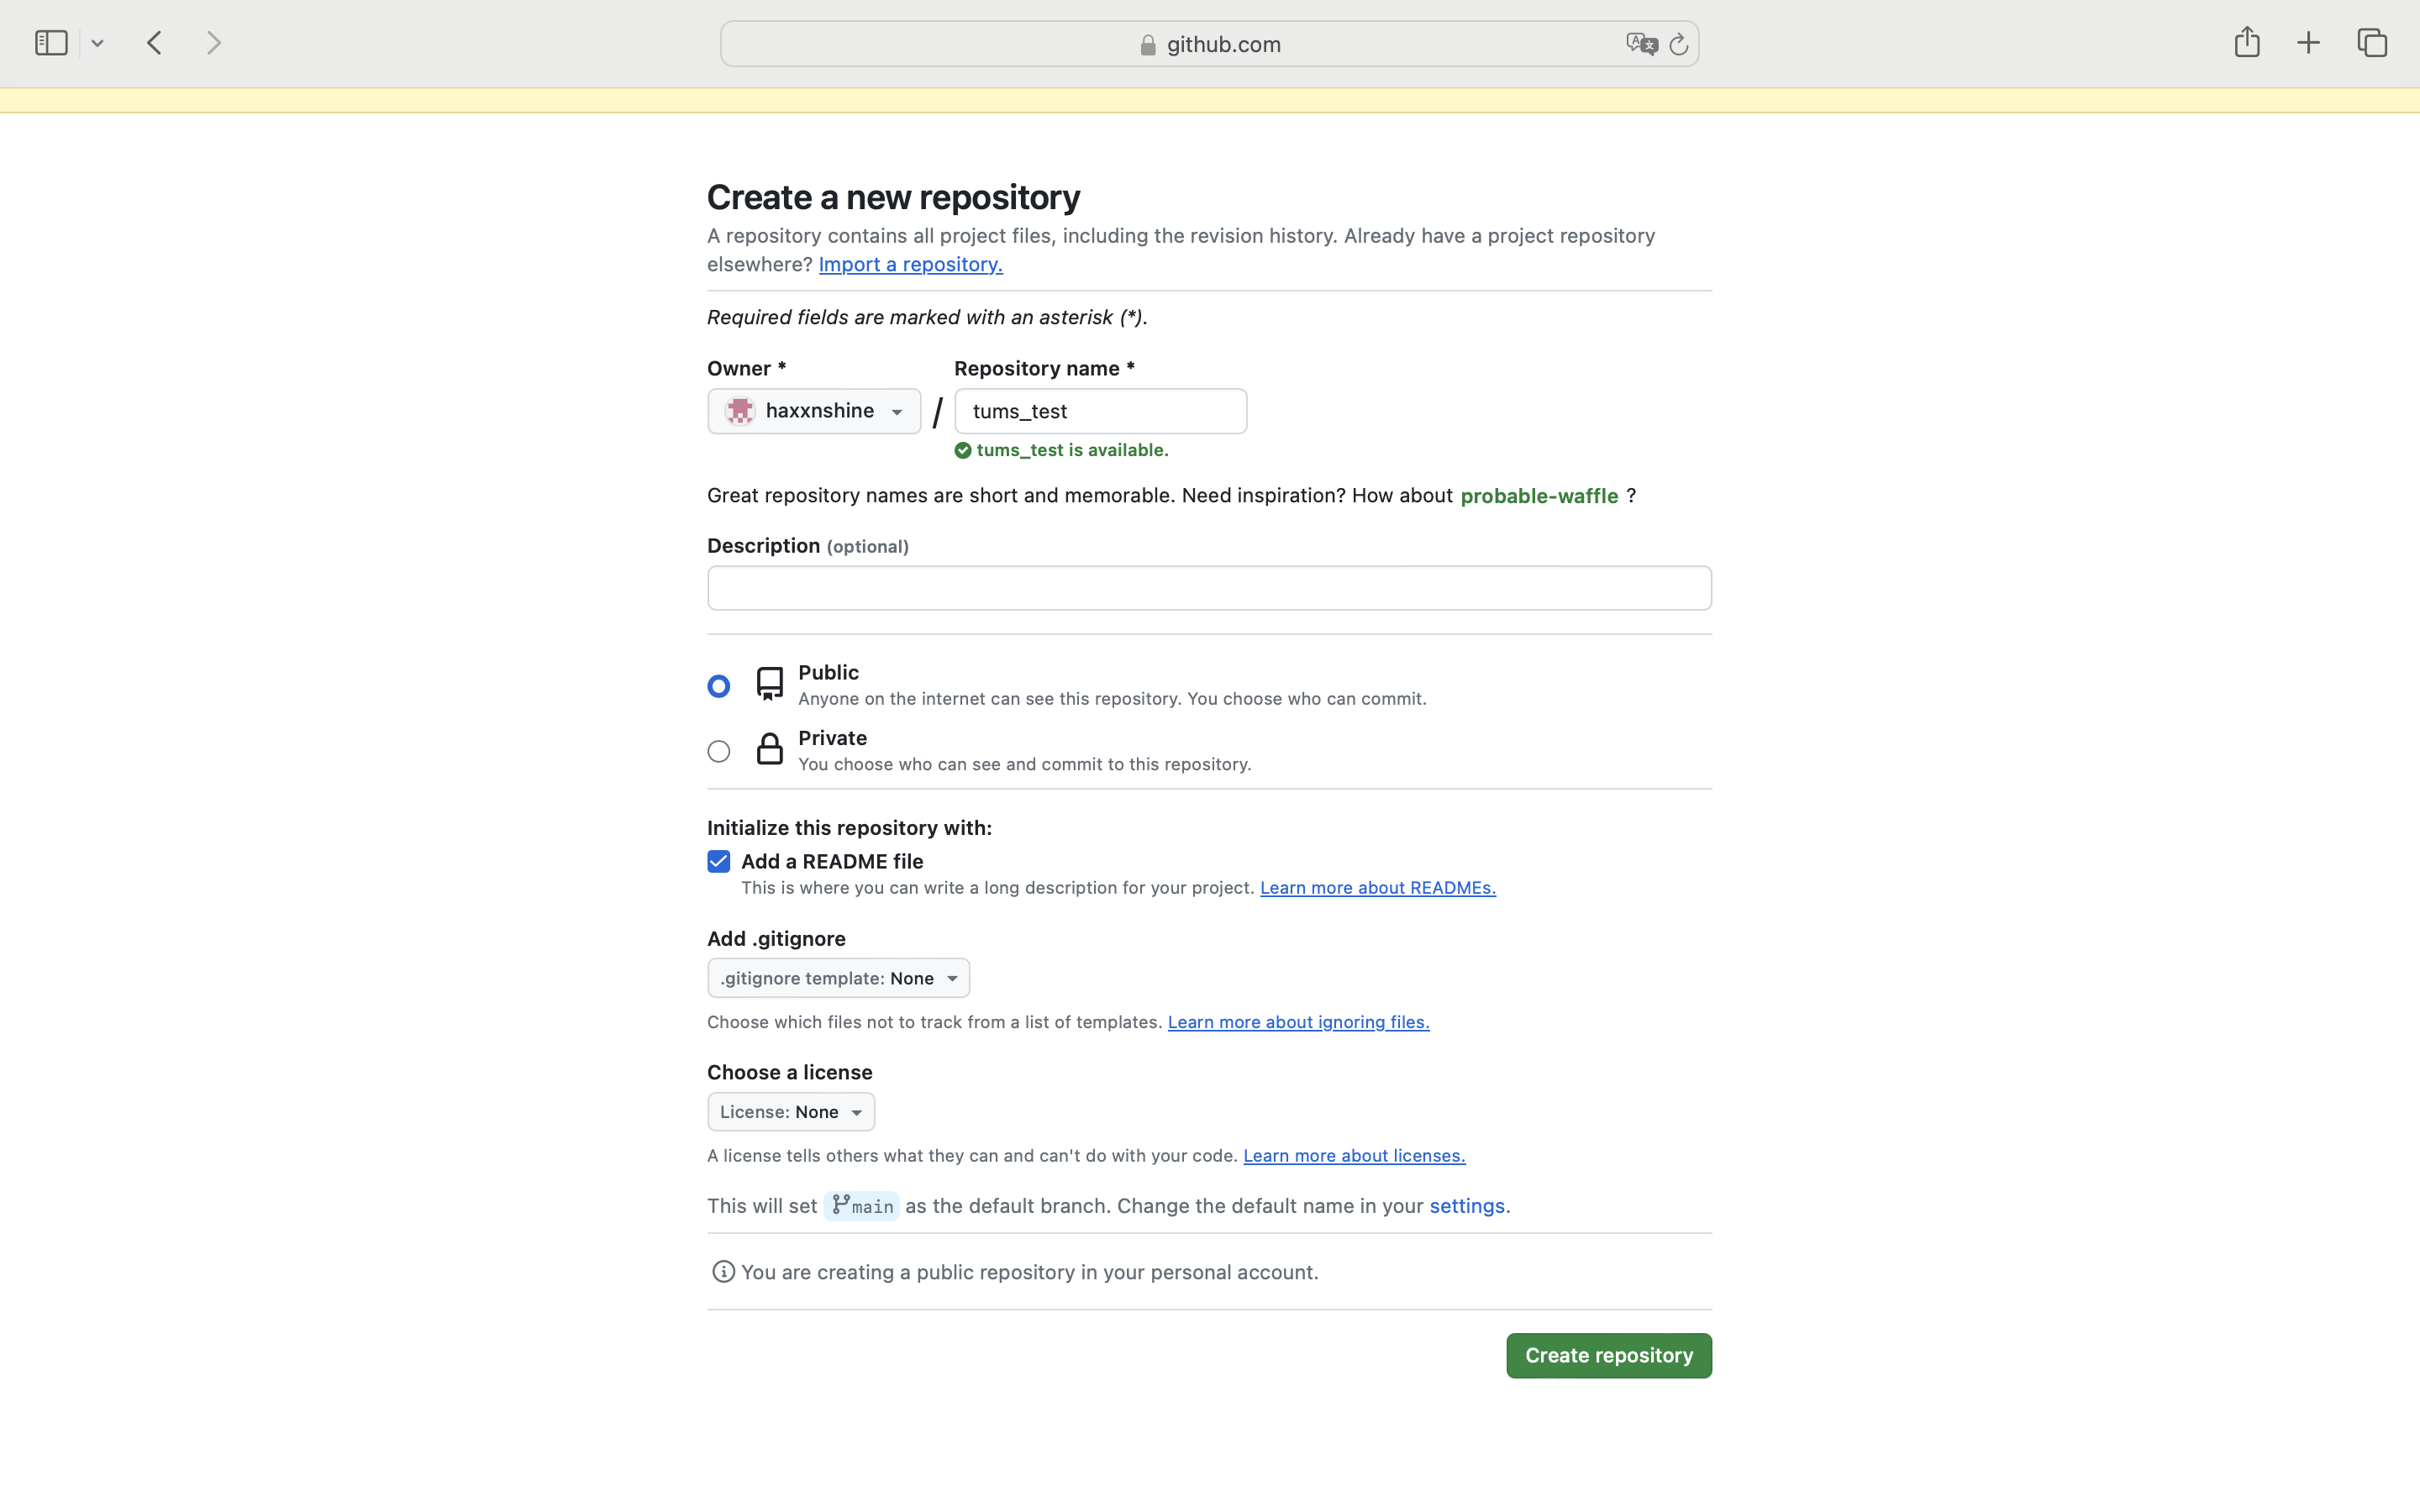 github.com
Create a new repository
A repository contains all project files, including the revision history. Already have a project repository
elsewhere? Import a repository.
Required fields are marked with an asterisk (*).
Owner * Repository name *
haxxnshine / tums_test
tums_test is available.
Great repository names are short and memorable. Need inspiration? How about probable-waffle ?
Description (optional)
Public
Anyone on the internet can see this repository. You choose who can commit.
Private
You choose who can see and commit to this repository.
Initialize this repository with:
Add a README file
This is where you can write a long description for your project. Learn more about READMEs.
Add .gitignore
.gitignore template: None
Choose which files not to track from a list of templates. Learn more about ignoring files.
Choose a license
License: None
A license tells others what they can and can't do with your code. Learn more about licenses.
This will set main as the default branch. Change the default name in your settings.
You are creating a public repository in your personal account.
Create repository